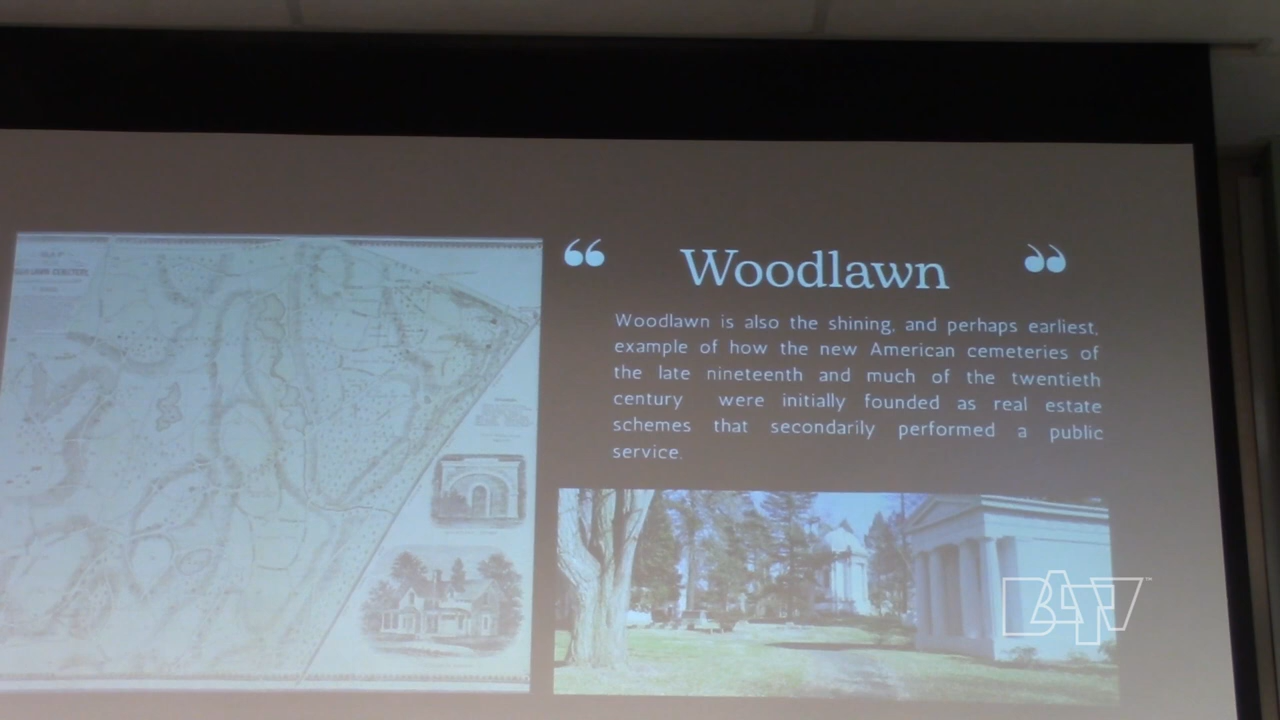 “ Woodlawn ”
Woodlawn is also the shining, and perhaps earliest,
example of how the new American cemeteries of
the late nineteenth and much of the twentieth
century were initially founded as real estate
schemes that secondarily performed a public
service.
BATV™